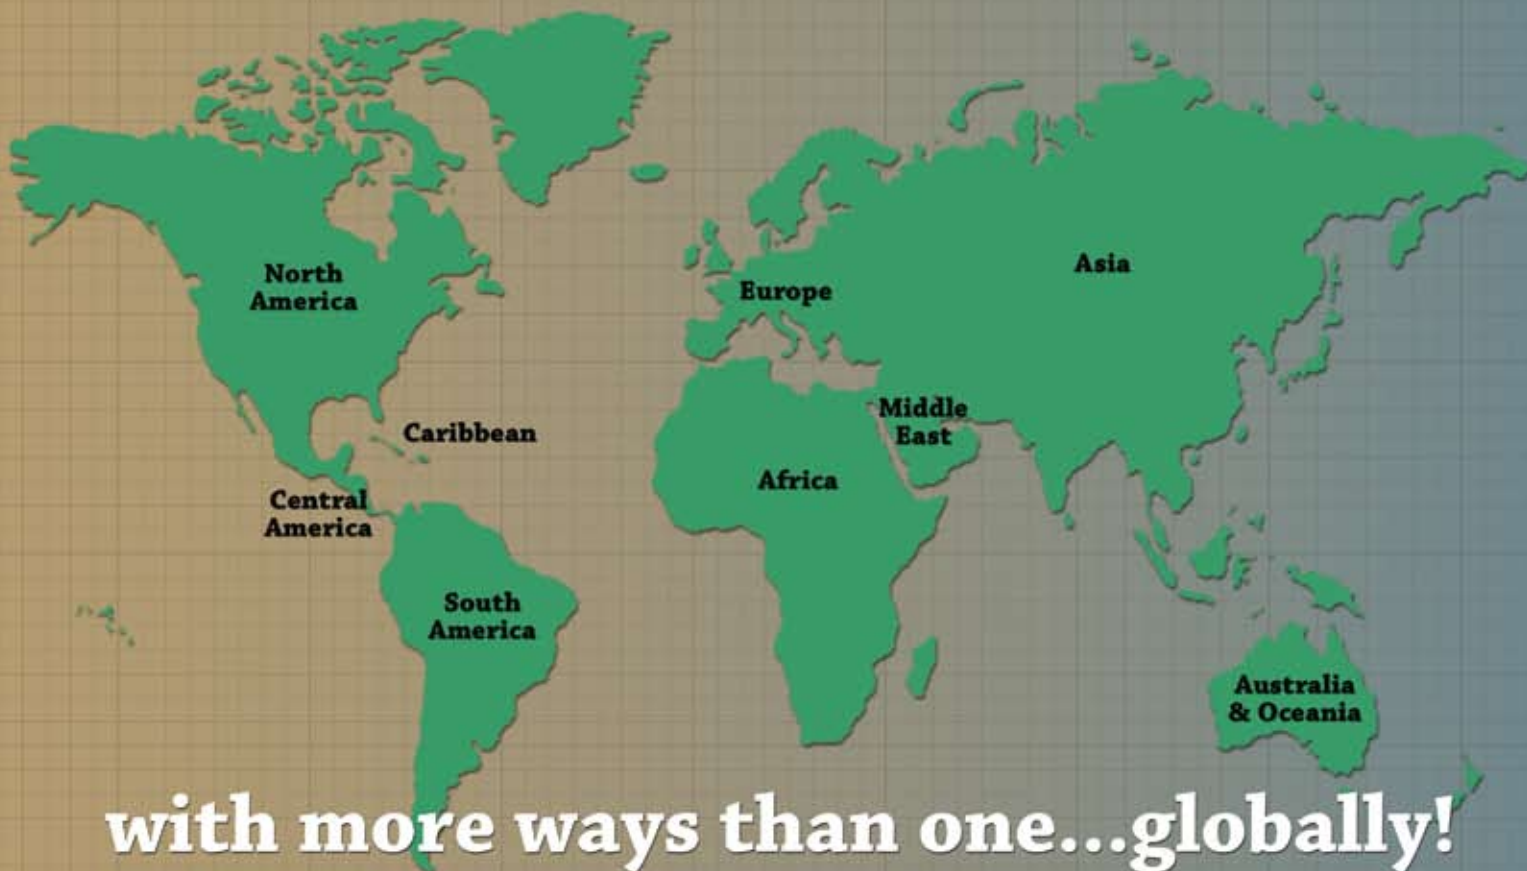 North
America
Asia
Europe
Middle
East
Caribbean
Africa
Central
America
South
America
Australia
& Oceania
with more ways than one...globally!